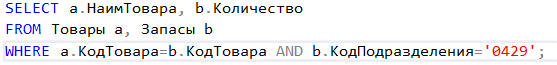 SELECT a.НаимТовара, b.Количество
FROM Товары a, Запасы b
WHERE a.КодТовара=b.КодТовара AND b.КодПодразделения='0429';